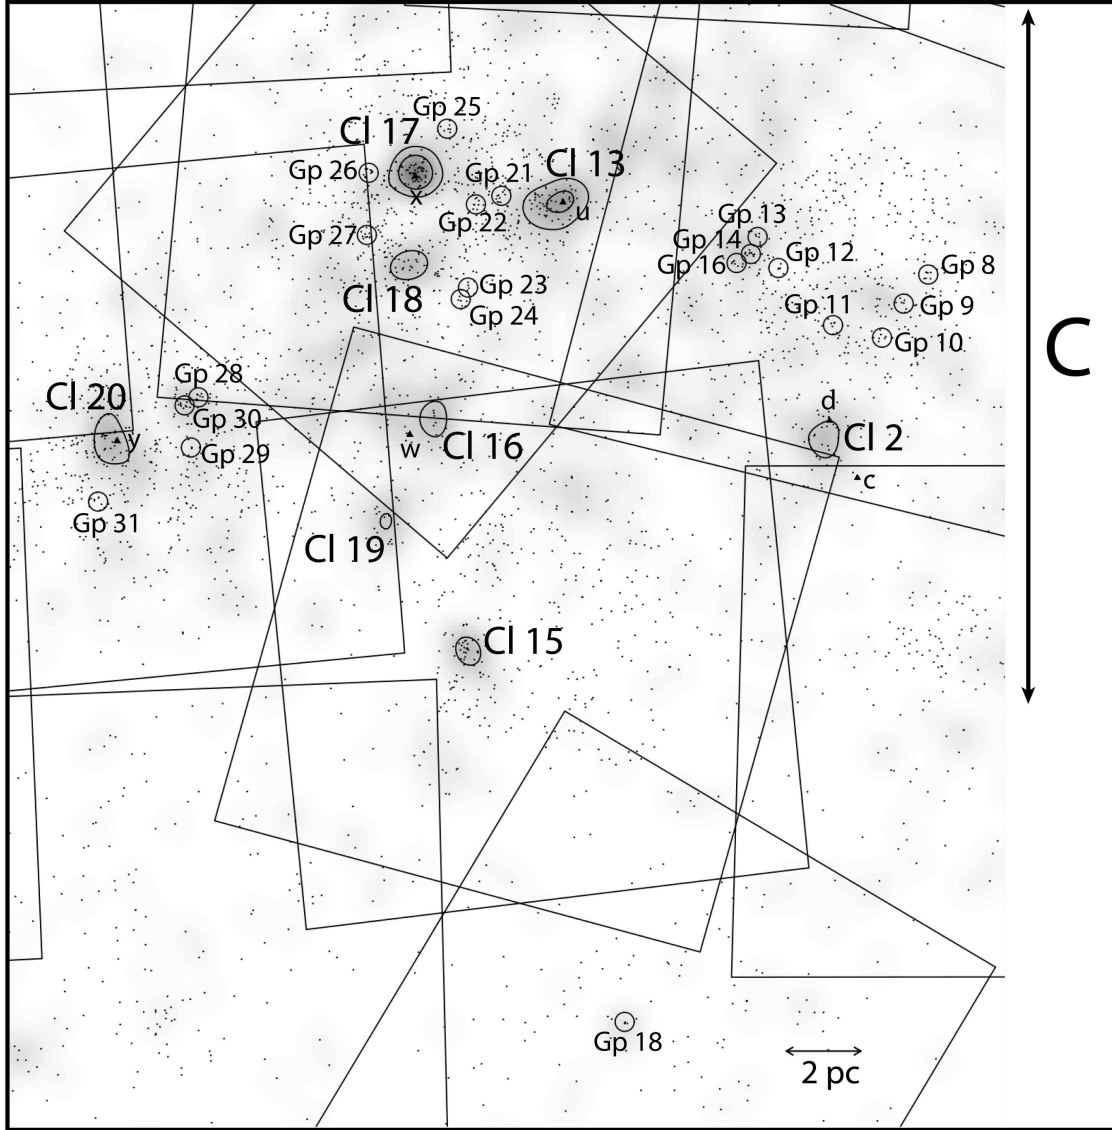 Gp 25
Cl 17
Gp 26
x
Gp 21
Gp 22
Cl 13
u
Gp 27
Cl 18
Gp 23
Gp 24
Gp 13
Gp 14
Gp 16
Gp 12
Gp 8
Gp 9
Gp 11
Gp 10
C
Gp 28
Cl 20
y
Gp 30
Gp 29
Gp 31
w
Cl 16
d
Cl 2
c
Cl 19
Cl 15
Gp 18
2 pc